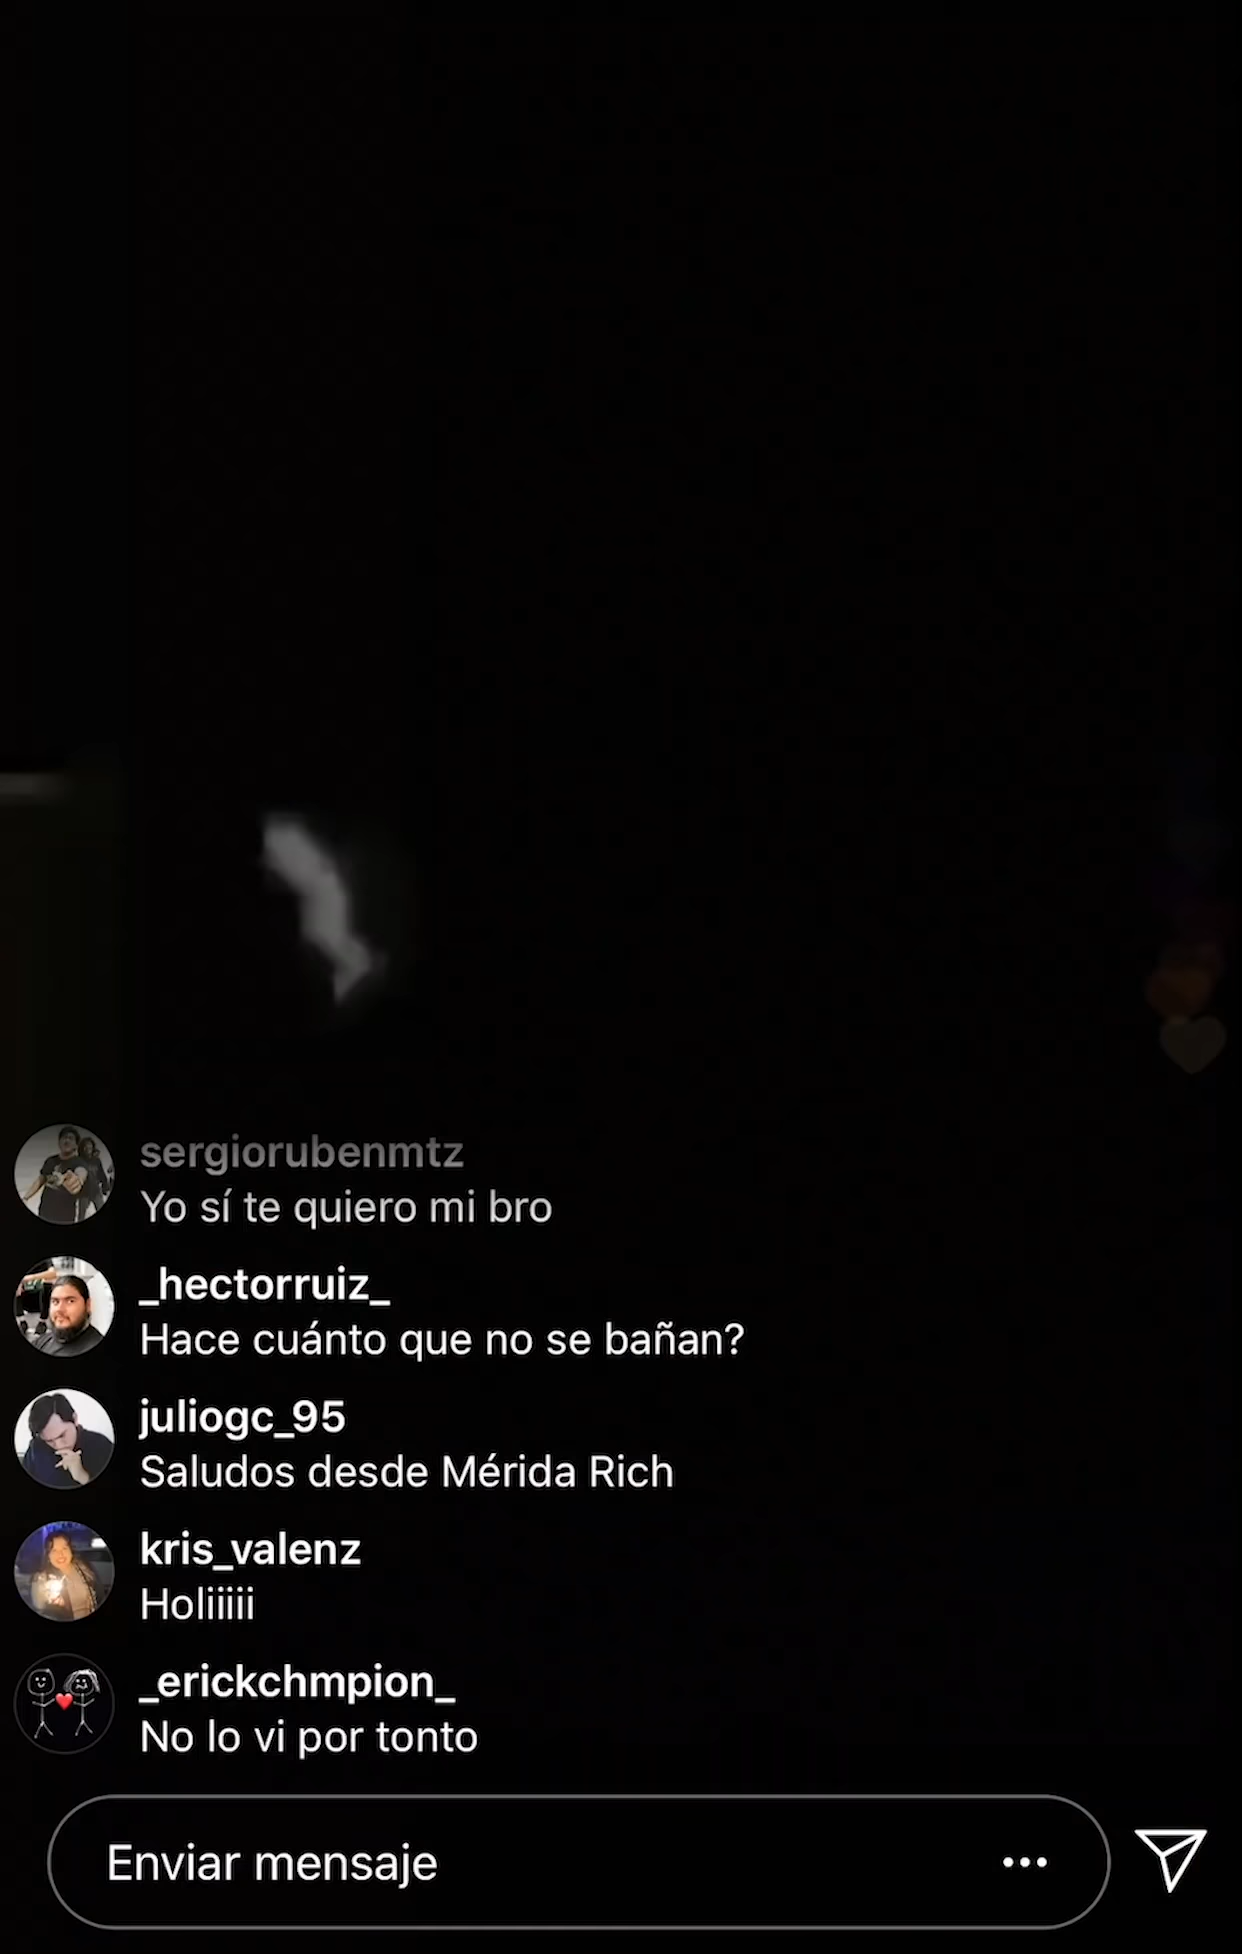 sergiorubenmtz
Yo sí te quiero mi bro
_hectorruiz_
Hace cuánto que no se bañan?
juliogc_95
Saludos desde Mérida Rich
kris_valenz
Holiiiii
_erickchmpion_
No lo vi por tonto
Enviar mensaje